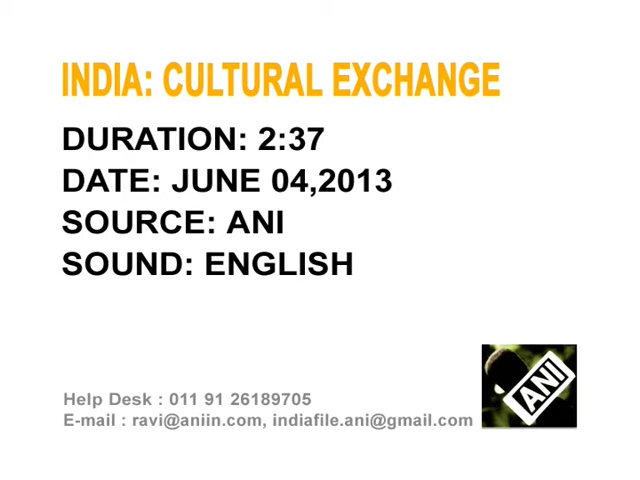 INDIA: CULTURAL EXCHANGE
DURATION: 2:37
DATE: JUNE 04,2013
SOURCE: ANI
SOUND: ENGLISH
Help Desk : 011 91 26189705
E-mail : ravi@aniin.com, indiafile.ani@gmail.com
ANI